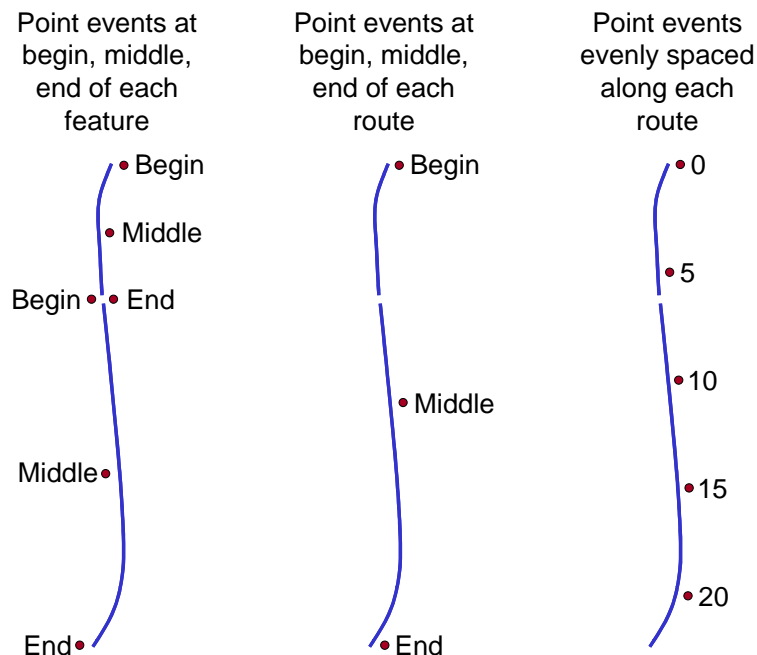 Point events at
begin, middle,
end of each
feature
Begin
Middle
Begin
End
Middle
End
Point events at
begin, middle,
end of each
route
Begin
Middle
End
Point events
evenly spaced
along each
route
0
5
10
15
20